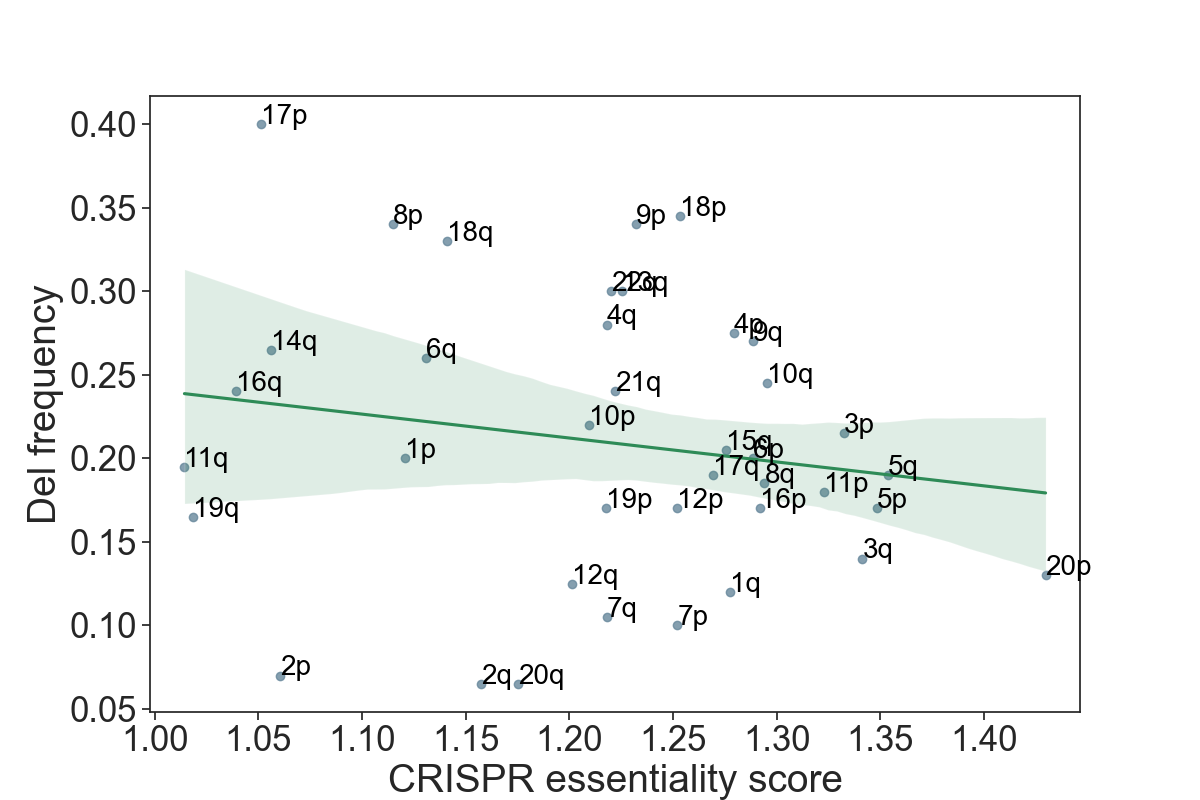 0.40
0.35
0.30
0.25
0.20
0.15
0.10
0.05
Del frequency
17p
8p
18q
9p
18p
22q
13q
4q
4p
9q
14q
6q
16q
21q
10q
10p
3p
1p
15q
6p
11q
17q
8q
5q
11p
19q
19p
12p
16p
5p
3q
12q
1q
20p
7q
7p
2p
2q
20q
1.00
1.05
1.10
1.15
1.20
1.25
1.30
1.35
1.40
CRISPR essentiality score